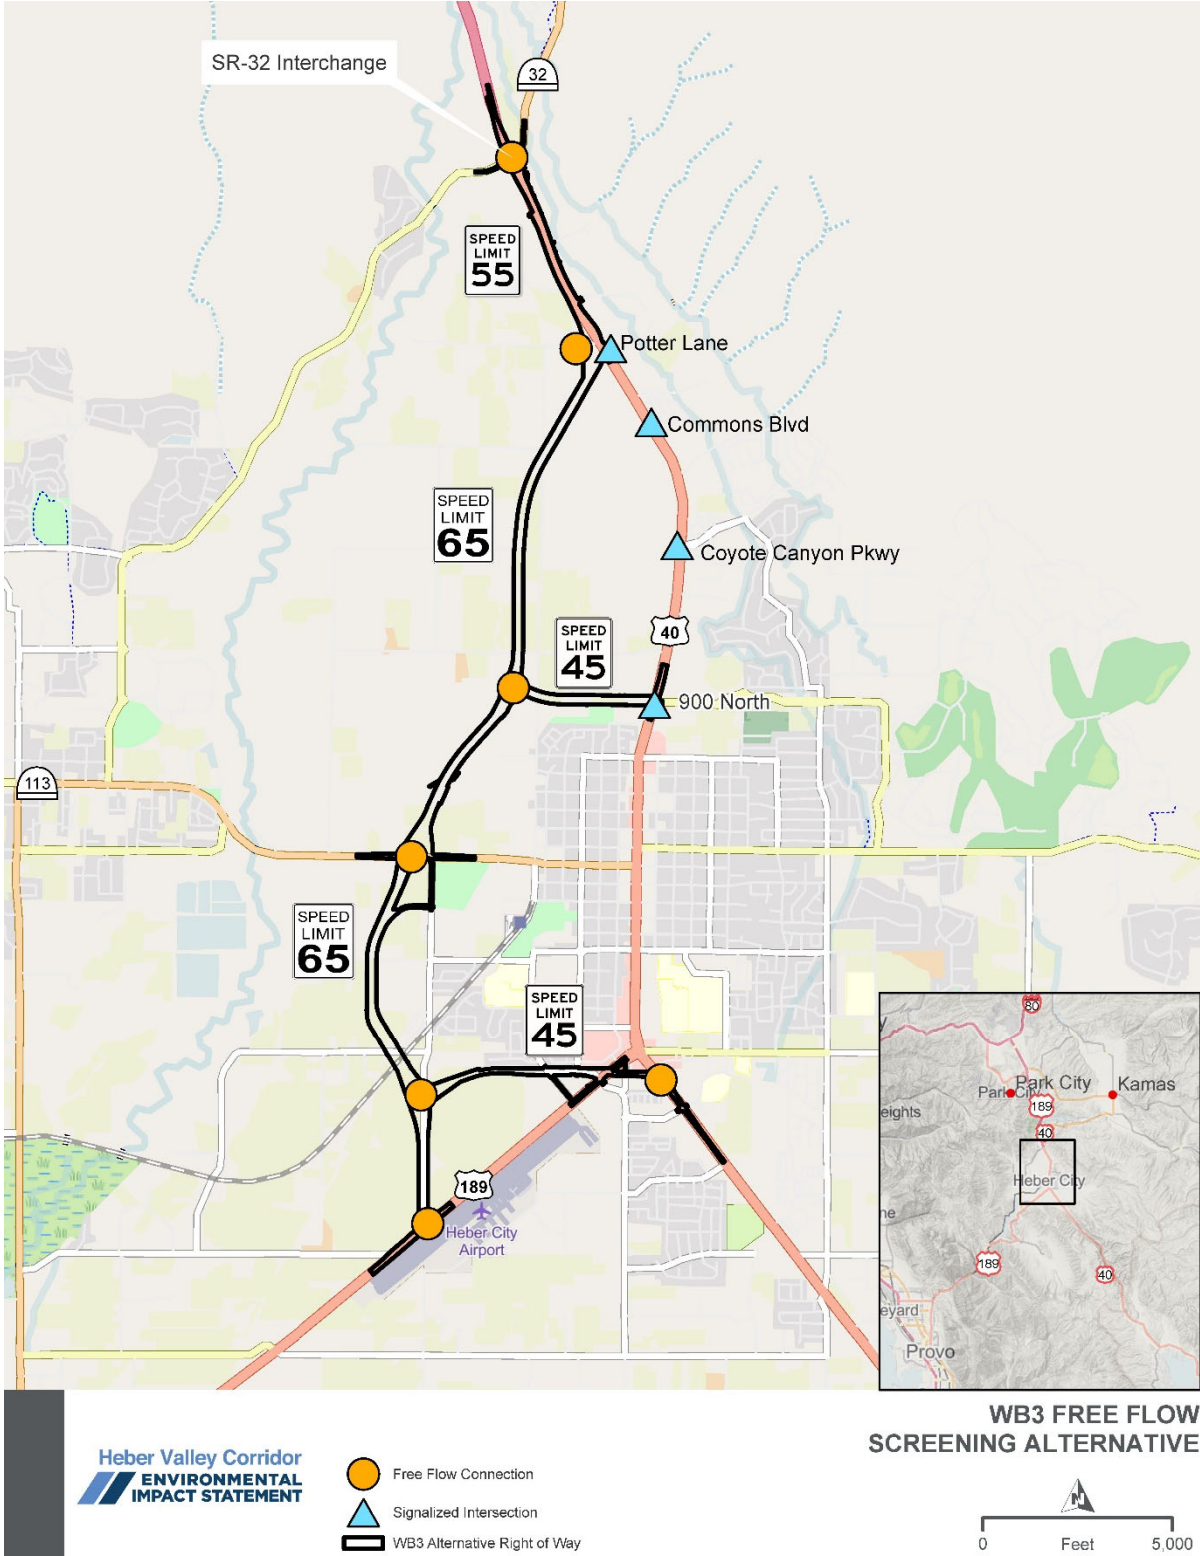 SR-32 Interchange
32
SPEED
LIMIT
55
Potter Lane
Commons Blvd
SPEED
LIMIT
65
Coyote Canyon Pkwy
40
SPEED
LIMIT
45
900 North
113
SPEED
LIMIT
65
SPEED
LIMIT
45
189
Heber City
Airport
80
Park City
Park City
Kamas
189
eights
40
Heber City
ne
189
40
eyard
Provo
WB3 FREE FLOW
SCREENING ALTERNATIVE
Heber Valley Corridor
ENVIRONMENTAL
IMPACT STATEMENT
Free Flow Connection
Signalized Intersection
WB3 Alternative Right of Way
N
0 Feet 5,000